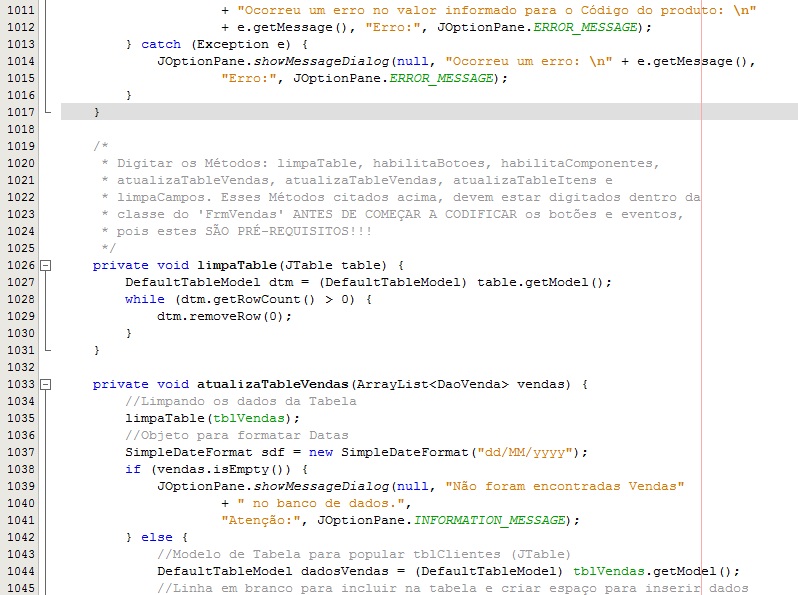 1011 + "Ocorreu um erro no valor informado para o Código do produto: \n"
1012 + e.getMessage(), "Erro:", JOptionPane.ERROR_MESSAGE);
1013 } catch (Exception e) {
1014 JOptionPane.showMessageDialog(null, "Ocorreu um erro: \n" + e.getMessage(),
1015 "Erro:", JOptionPane.ERROR_MESSAGE);
1016 }
1017 }
1018
1019 /*
1020 * Digitar os Métodos: limpaTable, habilitaBotoes, habilitaComponentes,
1021 * atualizaTableVendas, atualizaTableVendas, atualizaTableItens e
1022 * limpaCampos. Esses Métodos citados acima, devem estar digitados dentro da
1023 * classe do 'FrmVendas' ANTES DE COMEÇAR A CODIFICAR os botões e eventos,
1024 * pois estes SÃO PRÉ-REQUISITOS!!!
1025 */
1026 private void limpaTable(JTable table) {
1027 DefaultTableModel dtm = (DefaultTableModel) table.getModel();
1028 while (dtm.getRowCount() > 0) {
1029 dtm.removeRow(0);
1030 }
1031 }
1032
1033 private void atualizaTableVendas(ArrayList<DaoVenda> vendas) {
1034 //Limpando os dados da Tabela
1035 limpaTable(tblVendas);
1036 //Objeto para formatar Datas
1037 SimpleDateFormat sdf = new SimpleDateFormat("dd/MM/yyyy");
1038 if (vendas.isEmpty()) {
1039 JOptionPane.showMessageDialog(null, "Não foram encontradas Vendas"
1040 + " no banco de dados.",
1041 "Atenção:", JOptionPane.INFORMATION_MESSAGE);
1042 } else {
1043 //Modelo de Tabela para popular tblClientes (JTable)
1044 DefaultTableModel dadosVendas = (DefaultTableModel) tblVendas.getModel();
1045 //Linha em branco para incluir na tabela e criar espaço para inserir dados